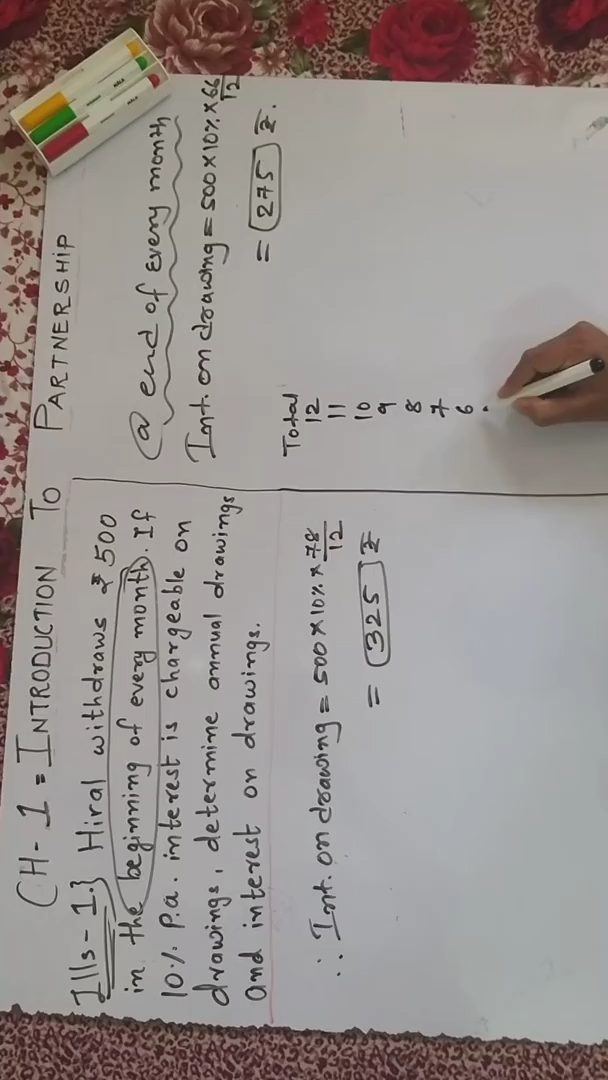 CH-1 = INTRODUCTION TO PARTNERSHIP
Ills-1.} Hiral withdraws ₹500
in the beginning of every month. If
10% p.a. interest is chargeable on
drawings, determine annual drawings
and interest on drawings.
∴ Int. on drawing = 500 × 10% × 78/12
= 325 ₹
@ end of Every month
Int. on drawing = 500 × 10% × 66/12
= 275 ₹.
Total
12
11
10
9
8
7
6